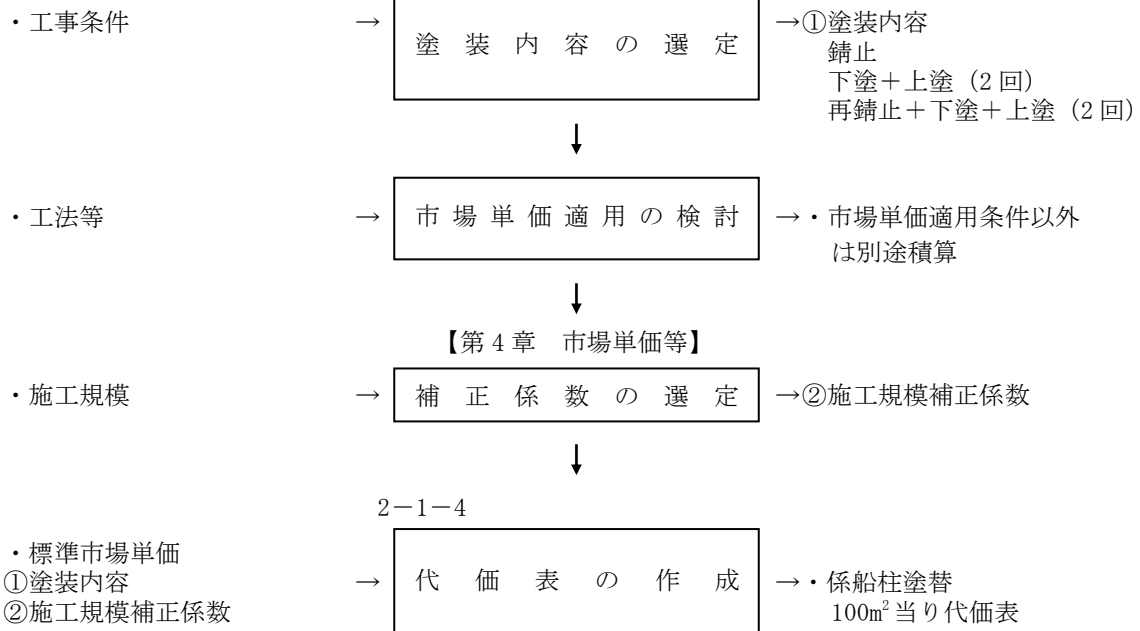 ・工事条件 → 塗装内容の選定 →①塗装内容
錆止
下塗＋上塗（2回）
再錆止＋下塗＋上塗（2回）
↓
・工法等 → 市場単価適用の検討 →・市場単価適用条件以外
は別途積算
↓
【第4章　市場単価等】
・施工規模 → 補正係数の選定 →②施工規模補正係数
↓
2－1－4
・標準市場単価
①塗装内容 → 代価表の作成 →・係船柱塗替
②施工規模補正係数 100m²当り代価表